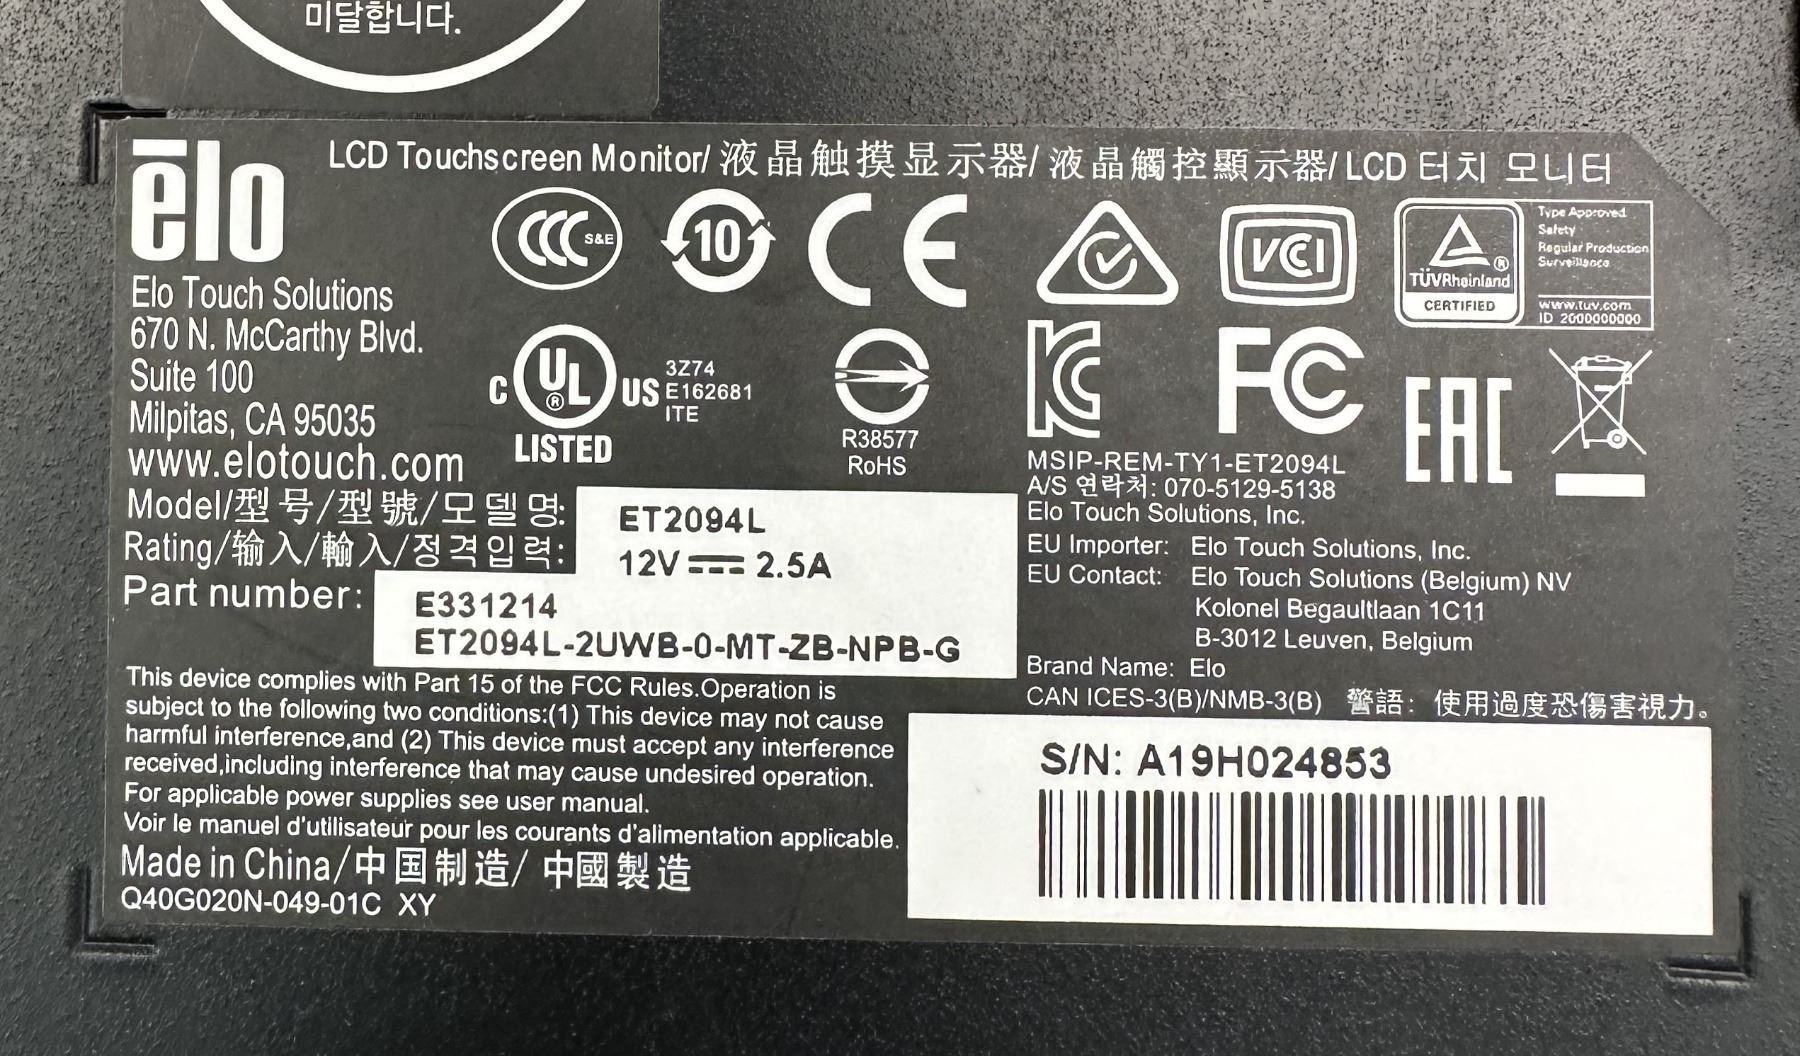 미달합니다.
ēlo
LCD Touchscreen Monitor/ 液晶触摸显示器/ 液晶觸控顯示器/ LCD 터치 모니터
CCC S&E
10
CE
VCI
TÜVRheinland ®
CERTIFIED
Type Approved
Safety
Regular Production
Surveillance
www.tuv.com
ID 2000000000
Elo Touch Solutions
670 N. McCarthy Blvd.
Suite 100
Milpitas, CA 95035
www.elotouch.com
C UL ® US
LISTED
3Z74
E162681
ITE
R38577
RoHS
KC
FC
EAC
MSIP-REM-TY1-ET2094L
A/S 연락처: 070-5129-5138
Elo Touch Solutions, Inc.
EU Importer: Elo Touch Solutions, Inc.
EU Contact: Elo Touch Solutions (Belgium) NV
Kolonel Begaultlaan 1C11
B-3012 Leuven, Belgium
Brand Name: Elo
CAN ICES-3(B)/NMB-3(B) 警語: 使用過度恐傷害視力。
Model/型号/型號/모델명: ET2094L
Rating/输入/輸入/정격입력: 12V ⎓ 2.5A
Part number: E331214
ET2094L-2UWB-0-MT-ZB-NPB-G
This device complies with Part 15 of the FCC Rules.Operation is
subject to the following two conditions:(1) This device may not cause
harmful interference,and (2) This device must accept any interference
received,including interference that may cause undesired operation.
For applicable power supplies see user manual.
Voir le manuel d'utilisateur pour les courants d'alimentation applicable.
Made in China/中国制造/ 中國製造
Q40G020N-049-01C XY
S/N: A19H024853